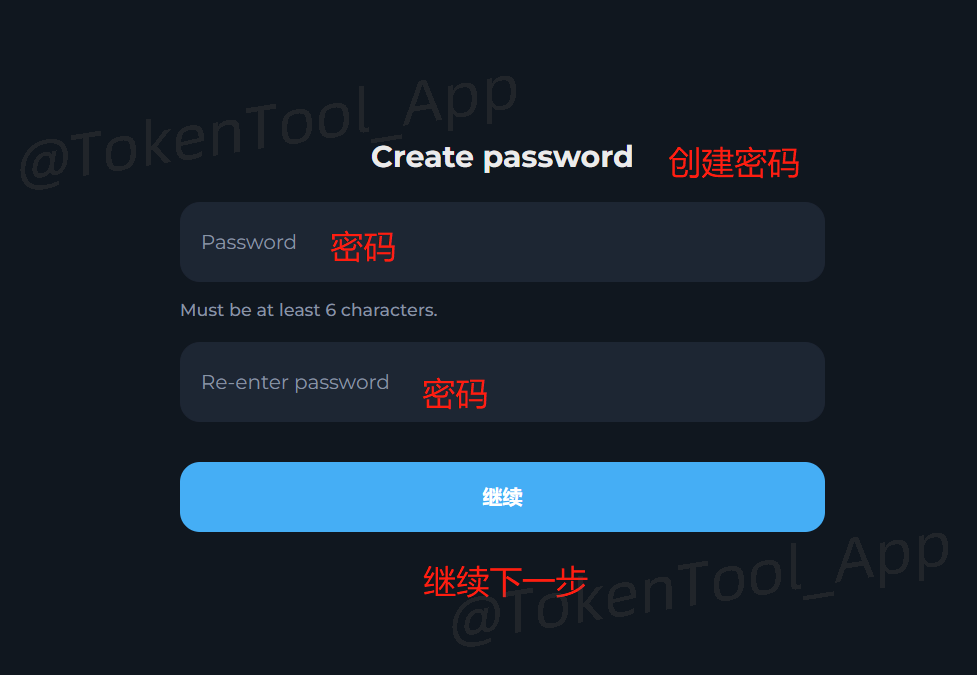 @TokenTool_App
Create password 创建密码
Password 密码
Must be at least 6 characters.
Re-enter password 密码
继续
继续下一步
@TokenTool_App